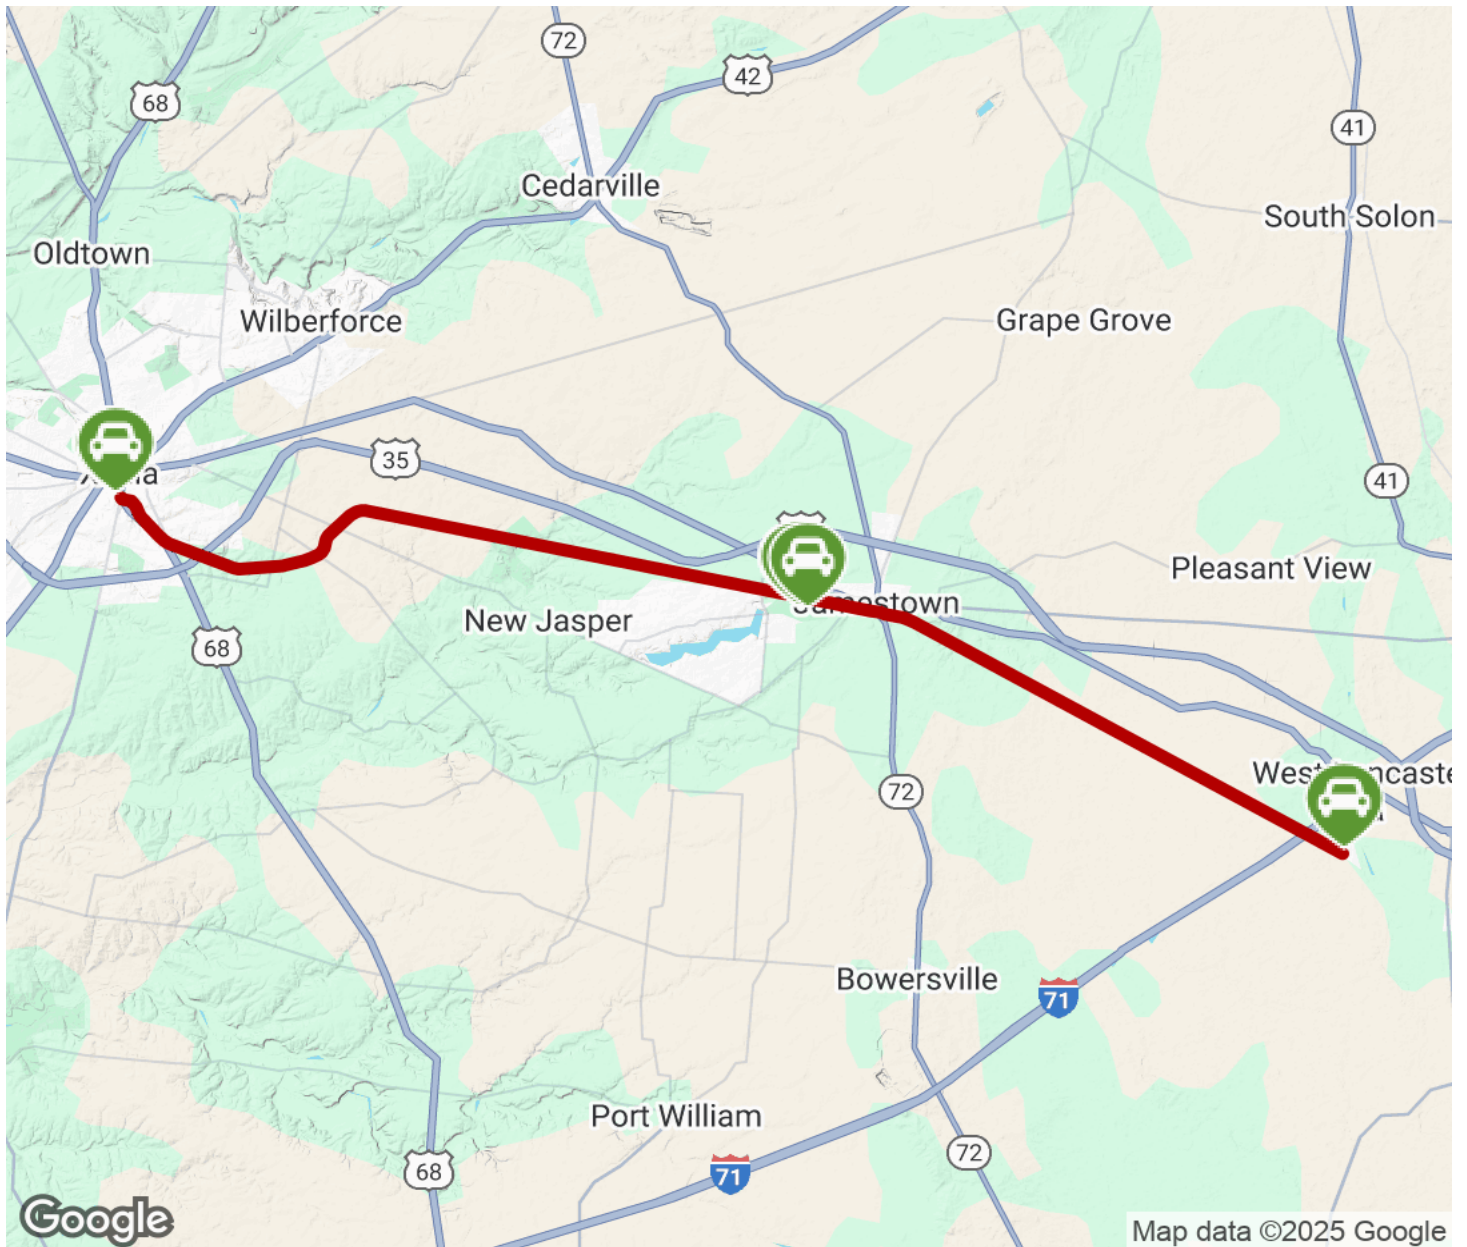 72
42
68
41
Cedarville
South Solon
Oldtown
Wilberforce
Grape Grove
35
41
Pleasant View
Jamestown
New Jasper
68
72
Bowersville
71
Port William
71
72
68
Google
Map data ©2025 Google